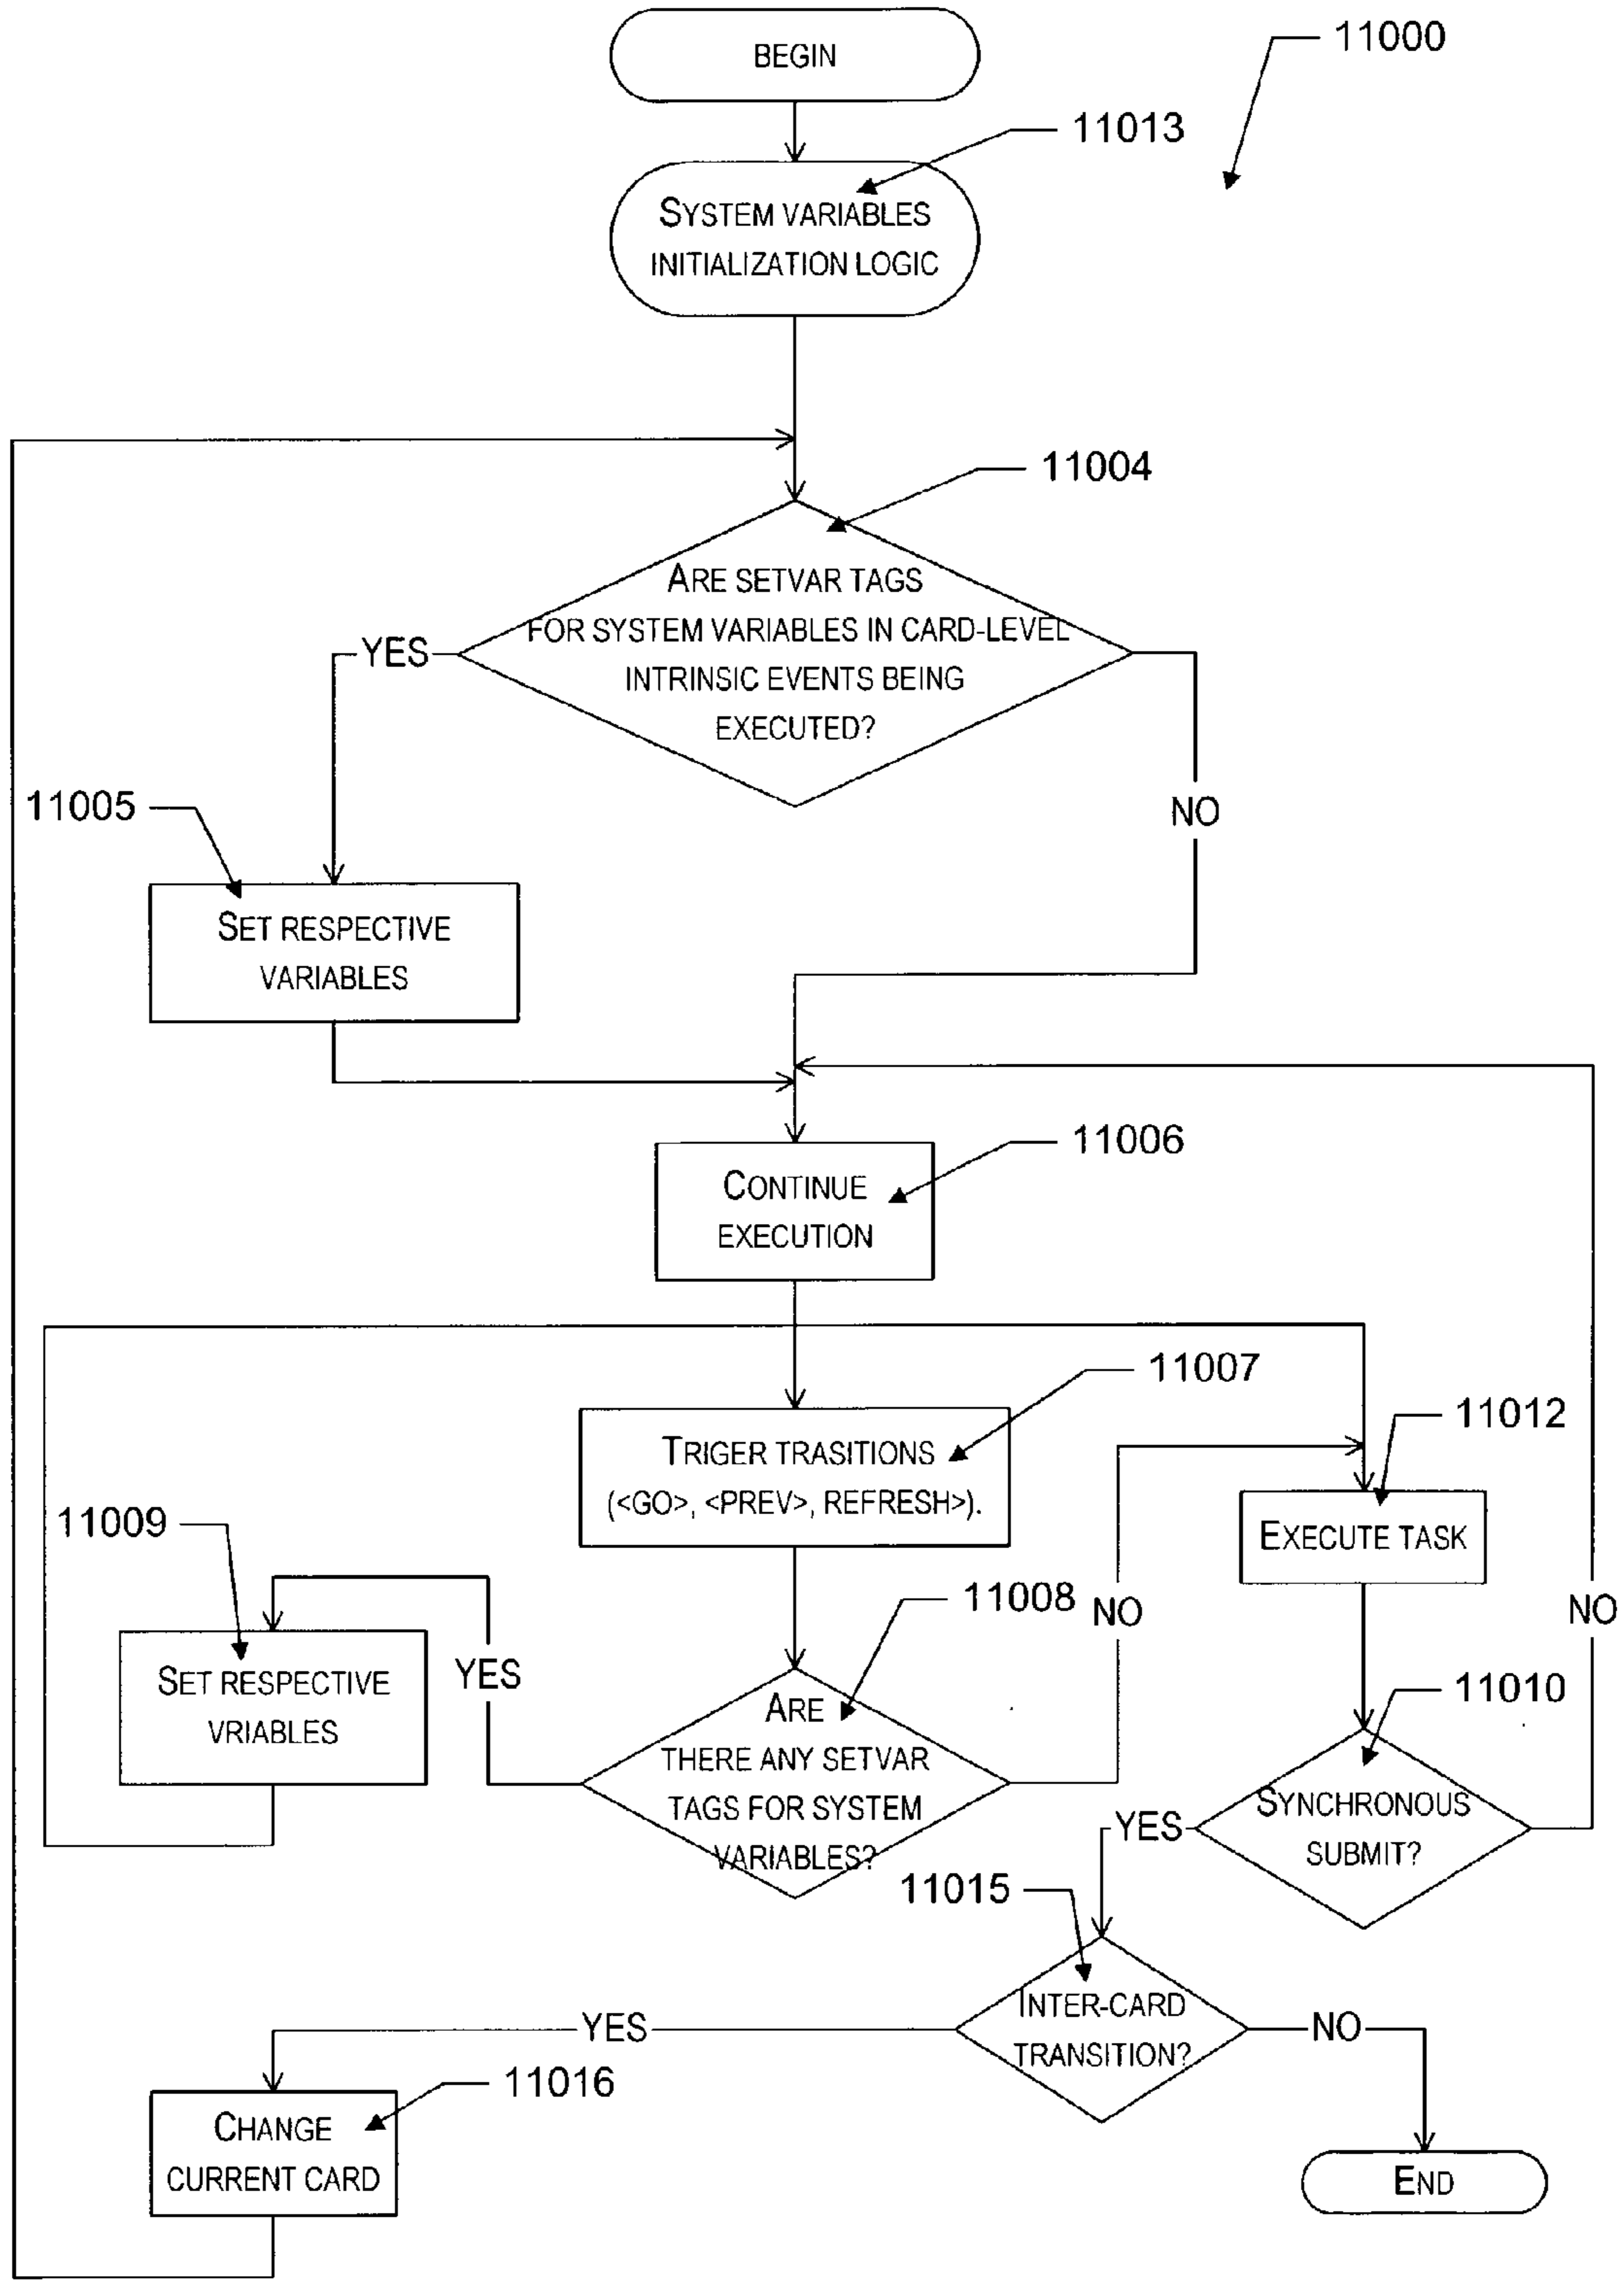 BEGIN
11000
11013
SYSTEM VARIABLES
INITIALIZATION LOGIC
11004
ARE SETVAR TAGS
FOR SYSTEM VARIABLES IN CARD-LEVEL
INTRINSIC EVENTS BEING
EXECUTED?
YES
NO
11005
SET RESPECTIVE
VARIABLES
11006
CONTINUE
EXECUTION
11007
TRIGER TRASITIONS
(<GO>, <PREV>, REFRESH>).
11012
EXECUTE TASK
11009
SET RESPECTIVE
VRIABLES
YES
11008
NO
NO
ARE
THERE ANY SETVAR
TAGS FOR SYSTEM
VARIABLES?
11010
SYNCHRONOUS
SUBMIT?
YES
11015
INTER-CARD
TRANSITION?
YES
NO
11016
CHANGE
CURRENT CARD
END